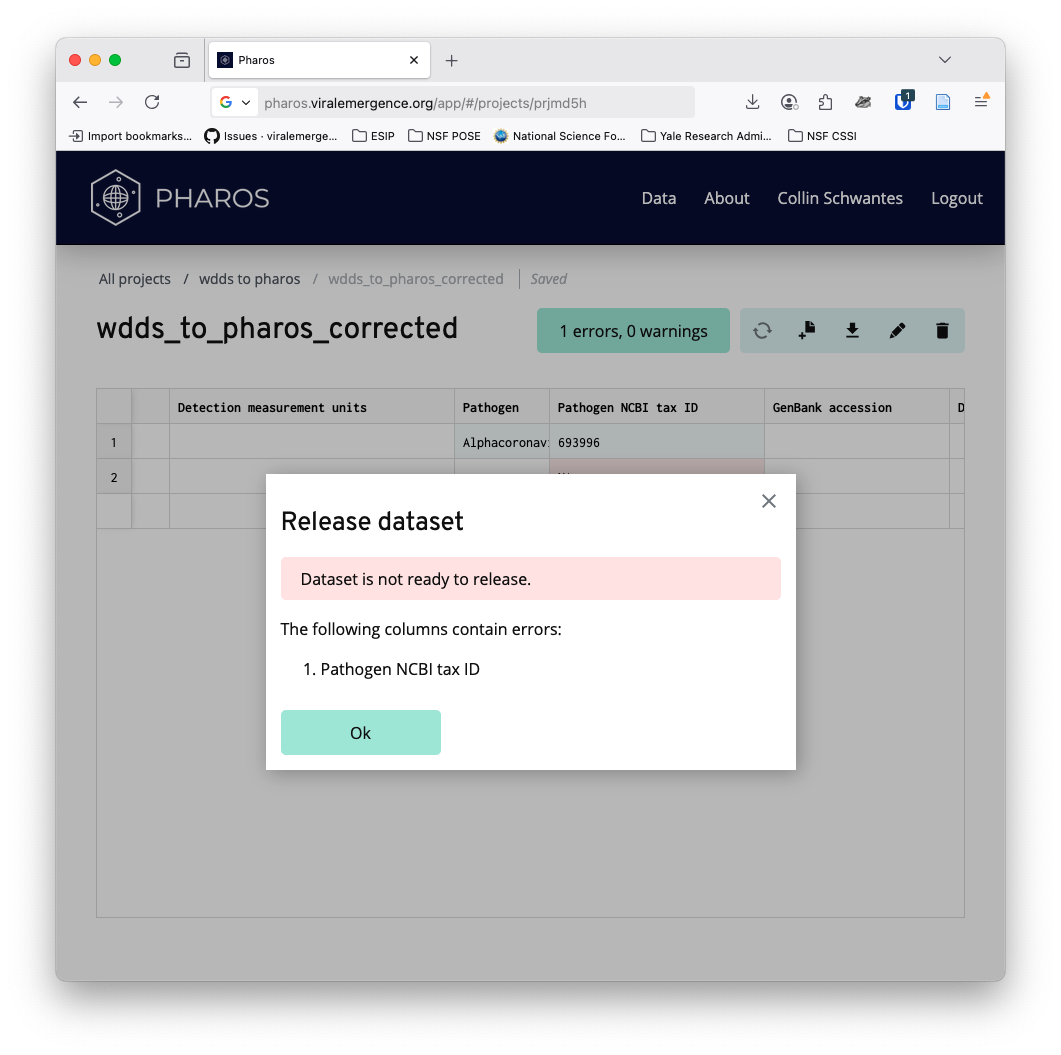 Pharos
pharos.viralemergence.org/app/#/projects/prjmd5h
1
Import bookmarks...
Issues · viralemerge...
ESIP
NSF POSE
National Science Fo...
Yale Research Admi...
NSF CSSI
PHAROS
Data
About
Collin Schwantes
Logout
All projects / wdds to pharos / wdds_to_pharos_corrected
Saved
wdds_to_pharos_corrected
1 errors, 0 warnings
Detection measurement units
Pathogen
Pathogen NCBI tax ID
GenBank accession
1
Alphacoronav
693996
2
Release dataset
Dataset is not ready to release.
The following columns contain errors:
1. Pathogen NCBI tax ID
Ok